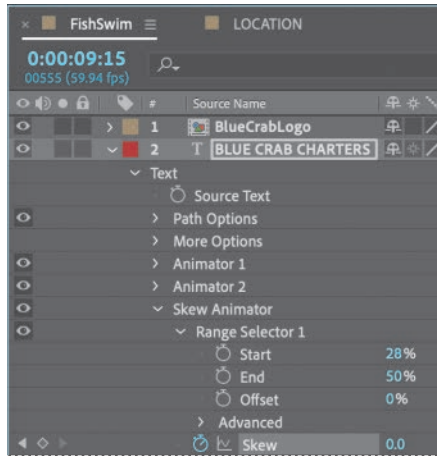 FishSwim
LOCATION
0:00:09:15
00555 (59.94 fps)
# Source Name
1 BlueCrabLogo
2 T BLUE CRAB CHARTERS
Text
Source Text
Path Options
More Options
Animator 1
Animator 2
Skew Animator
Range Selector 1
Start 28%
End 50%
Offset 0%
Advanced
Skew 0.0